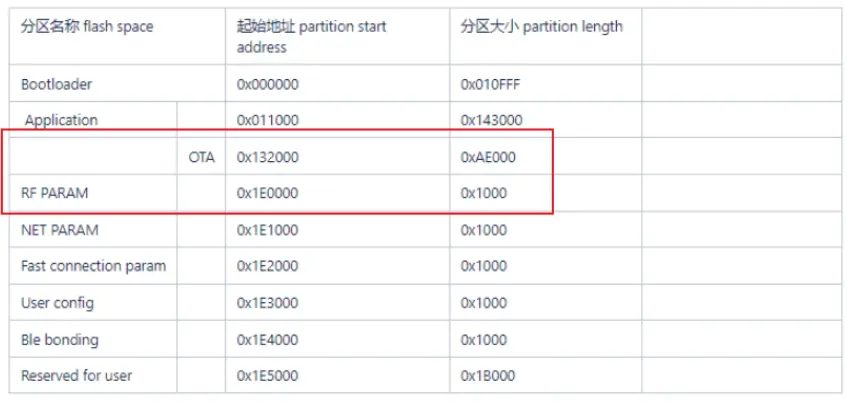 分区名称 flash space 起始地址 partition start address 分区大小 partition length
Bootloader 0x000000 0x010FFF
Application 0x011000 0x143000
OTA 0x132000 0xAE000
RF PARAM 0x1E0000 0x1000
NET PARAM 0x1E1000 0x1000
Fast connection param 0x1E2000 0x1000
User config 0x1E3000 0x1000
Ble bonding 0x1E4000 0x1000
Reserved for user 0x1E5000 0x1B000